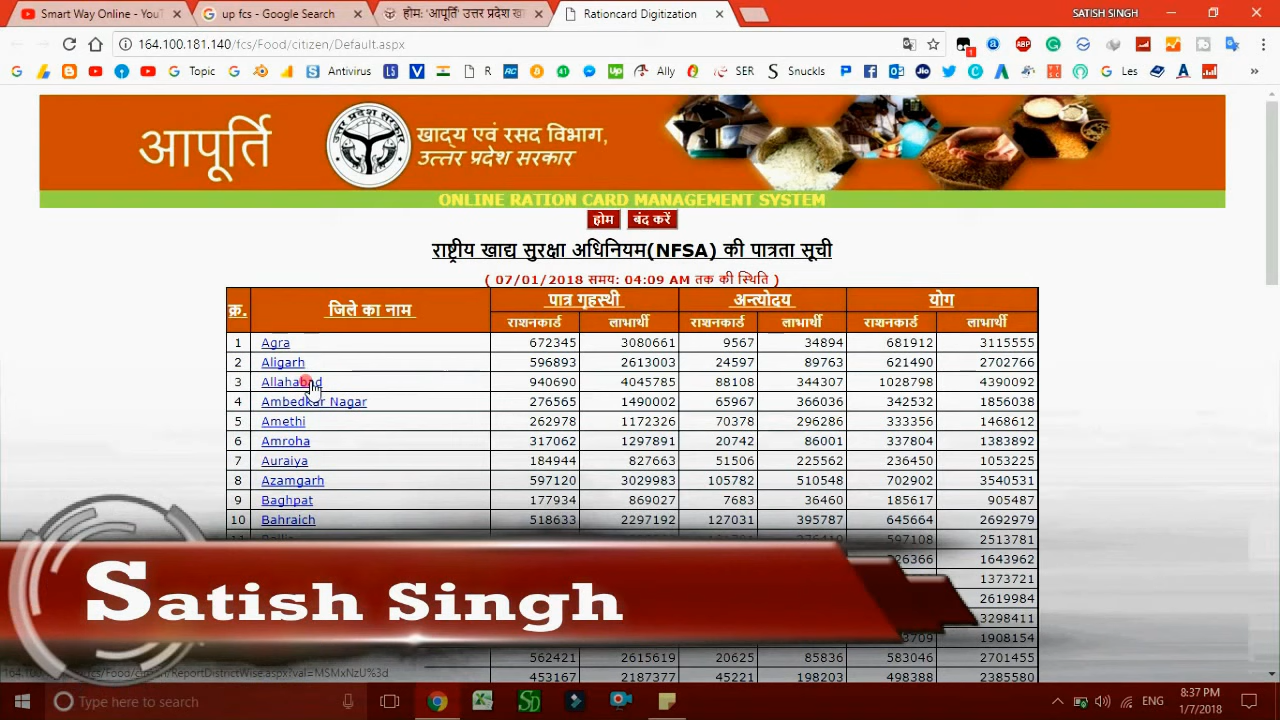 Smart Way Online - YouT
up fcs - Google Search
होम: 'आपूर्ति' उत्तर प्रदेश खा
Rationcard Digitization
SATISH SINGH
164.100.181.140/fcs/Food/citizen/Default.aspx
Topic
Antivirus
R
Ally
SER
Snuckls
Les
आपूर्ति
खाद्य एवं रसद विभाग,
उत्तर प्रदेश सरकार
ONLINE RATION CARD MANAGEMENT SYSTEM
होम बंद करें
राष्ट्रीय खाद्य सुरक्षा अधिनियम(NFSA) की पात्रता सूची
( 07/01/2018 समय: 04:09 AM तक की स्थिति )
क्र. जिले का नाम पात्र गृहस्थी अन्त्योदय योग
राशनकार्ड लाभार्थी राशनकार्ड लाभार्थी राशनकार्ड लाभार्थी
1 Agra 672345 3080661 9567 34894 681912 3115555
2 Aligarh 596893 2613003 24597 89763 621490 2702766
3 Allahabad 940690 4045785 88108 344307 1028798 4390092
4 Ambedkar Nagar 276565 1490002 65967 366036 342532 1856038
5 Amethi 262978 1172326 70378 296286 333356 1468612
6 Amroha 317062 1297891 20742 86001 337804 1383892
7 Auraiya 184944 827663 51506 225562 236450 1053225
8 Azamgarh 597120 3029983 105782 510548 702902 3540531
9 Baghpat 177934 869027 7683 36460 185617 905487
10 Bahraich 518633 2297192 127031 395787 645664 2692979
597108 2513781
1643962
1373721
2619984
3298411
1908154
562421 2615619 20625 85836 583046 2701455
453167 2187377 45221 198203 498388 2385580
Satish Singh
Type here to search
ENG
8:37 PM
1/7/2018